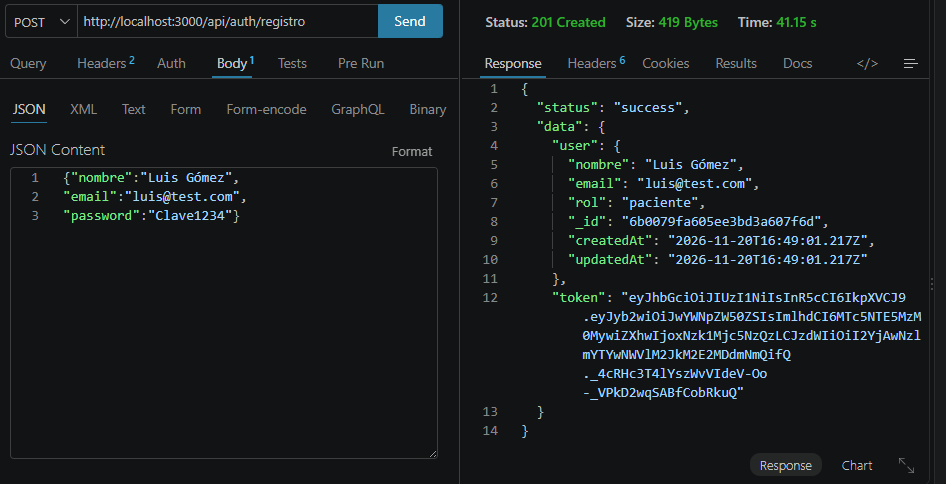 POST http://localhost:3000/api/auth/registro Send
Query Headers 2 Auth Body 1 Tests Pre Run
JSON XML Text Form Form-encode GraphQL Binary
JSON Content Format
1 {"nombre":"Luis Gómez",
2 "email":"luis@test.com",
3 "password":"Clave1234"}
Status: 201 Created Size: 419 Bytes Time: 41.15 s
Response Headers 6 Cookies Results Docs </>
1 {
2 "status": "success",
3 "data": {
4 "user": {
5 "nombre": "Luis Gómez",
6 "email": "luis@test.com",
7 "rol": "paciente",
8 "_id": "6b0079fa605ee3bd3a607f6d",
9 "createdAt": "2026-11-20T16:49:01.217Z",
10 "updatedAt": "2026-11-20T16:49:01.217Z"
11 },
12 "token": "eyJhbGciOiJIUzI1NiIsInR5cCI6IkpXVCJ9
.eyJyb2wiOiJwYWNpZW50ZSIsImlhdCI6MTc5NTE5MzM
0MywiZXhwIjoxNzk1Mjc5NzQzLCJzdWIiOiI2YjAwNzl
mYTYwNWVlM2JkM2E2MDdmNmQifQ
._4cRHc3T4lYszWvVIdeV-Oo
-_VPkD2wqSABfCobRkuQ"
13 }
14 }
Response Chart